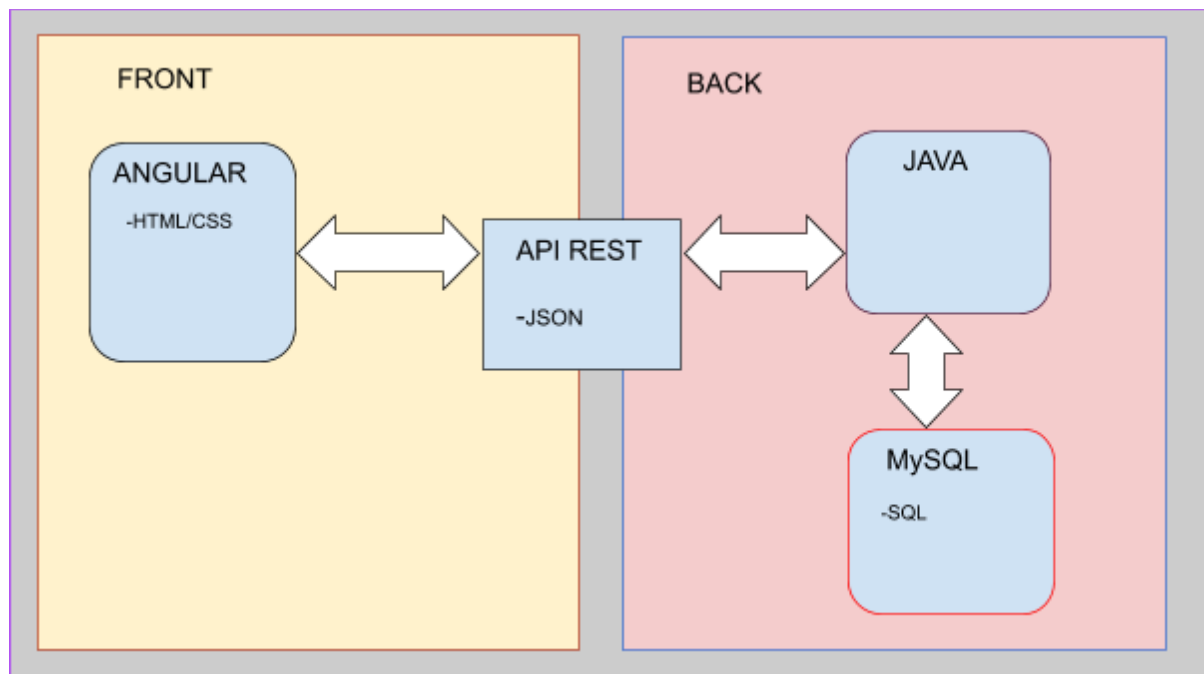 FRONT
ANGULAR
-HTML/CSS
API REST
-JSON
BACK
JAVA
MySQL
-SQL